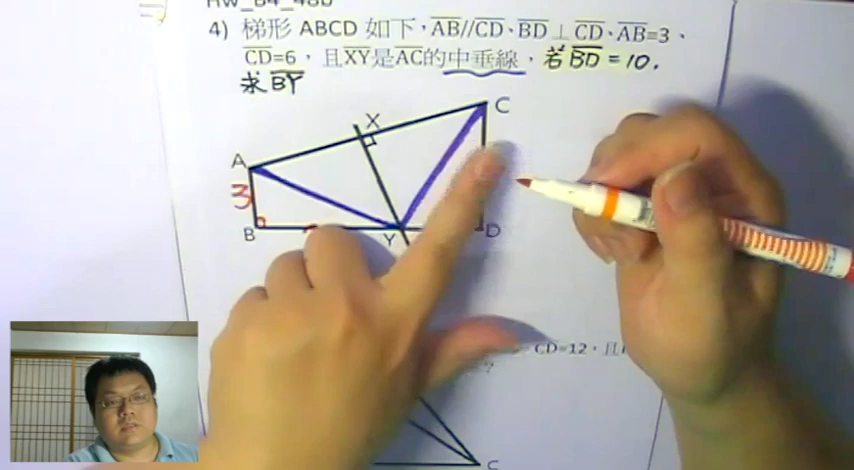 HW_B4_48b
4) 梯形 ABCD 如下,AB//CD、BD⊥CD、AB=3、
CD=6,且XY是AC的中垂線,若BD=10.
求BY
X
C
A
3
B
Y
D
CD=12,且
?
C